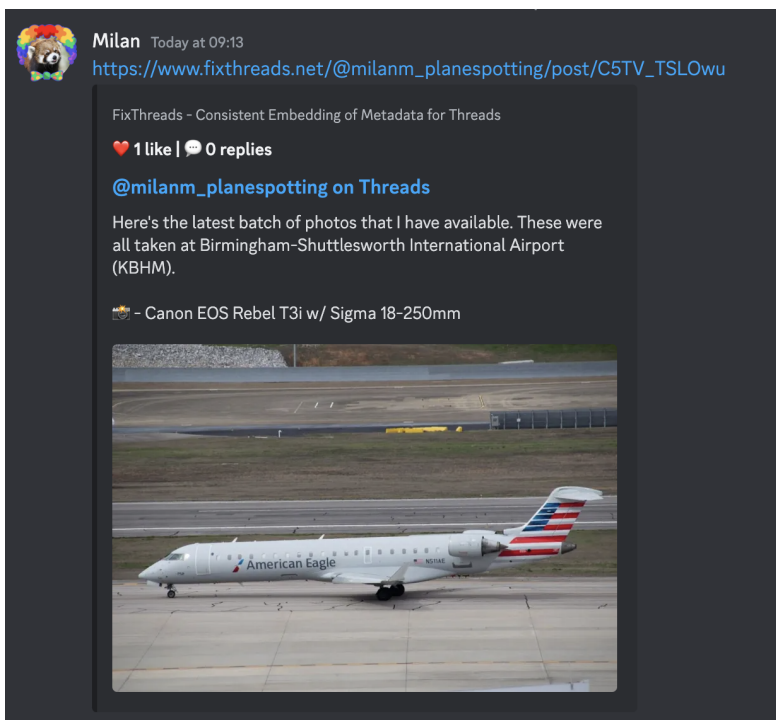 Milan Today at 09:13
https://www.fixthreads.net/@milanm_planespotting/post/C5TV_TSLOwu
FixThreads - Consistent Embedding of Metadata for Threads
❤️ 1 like | 💬 0 replies
@milanm_planespotting on Threads
Here's the latest batch of photos that I have available. These were
all taken at Birmingham-Shuttlesworth International Airport
(KBHM).
📸 - Canon EOS Rebel T3i w/ Sigma 18-250mm
American Eagle